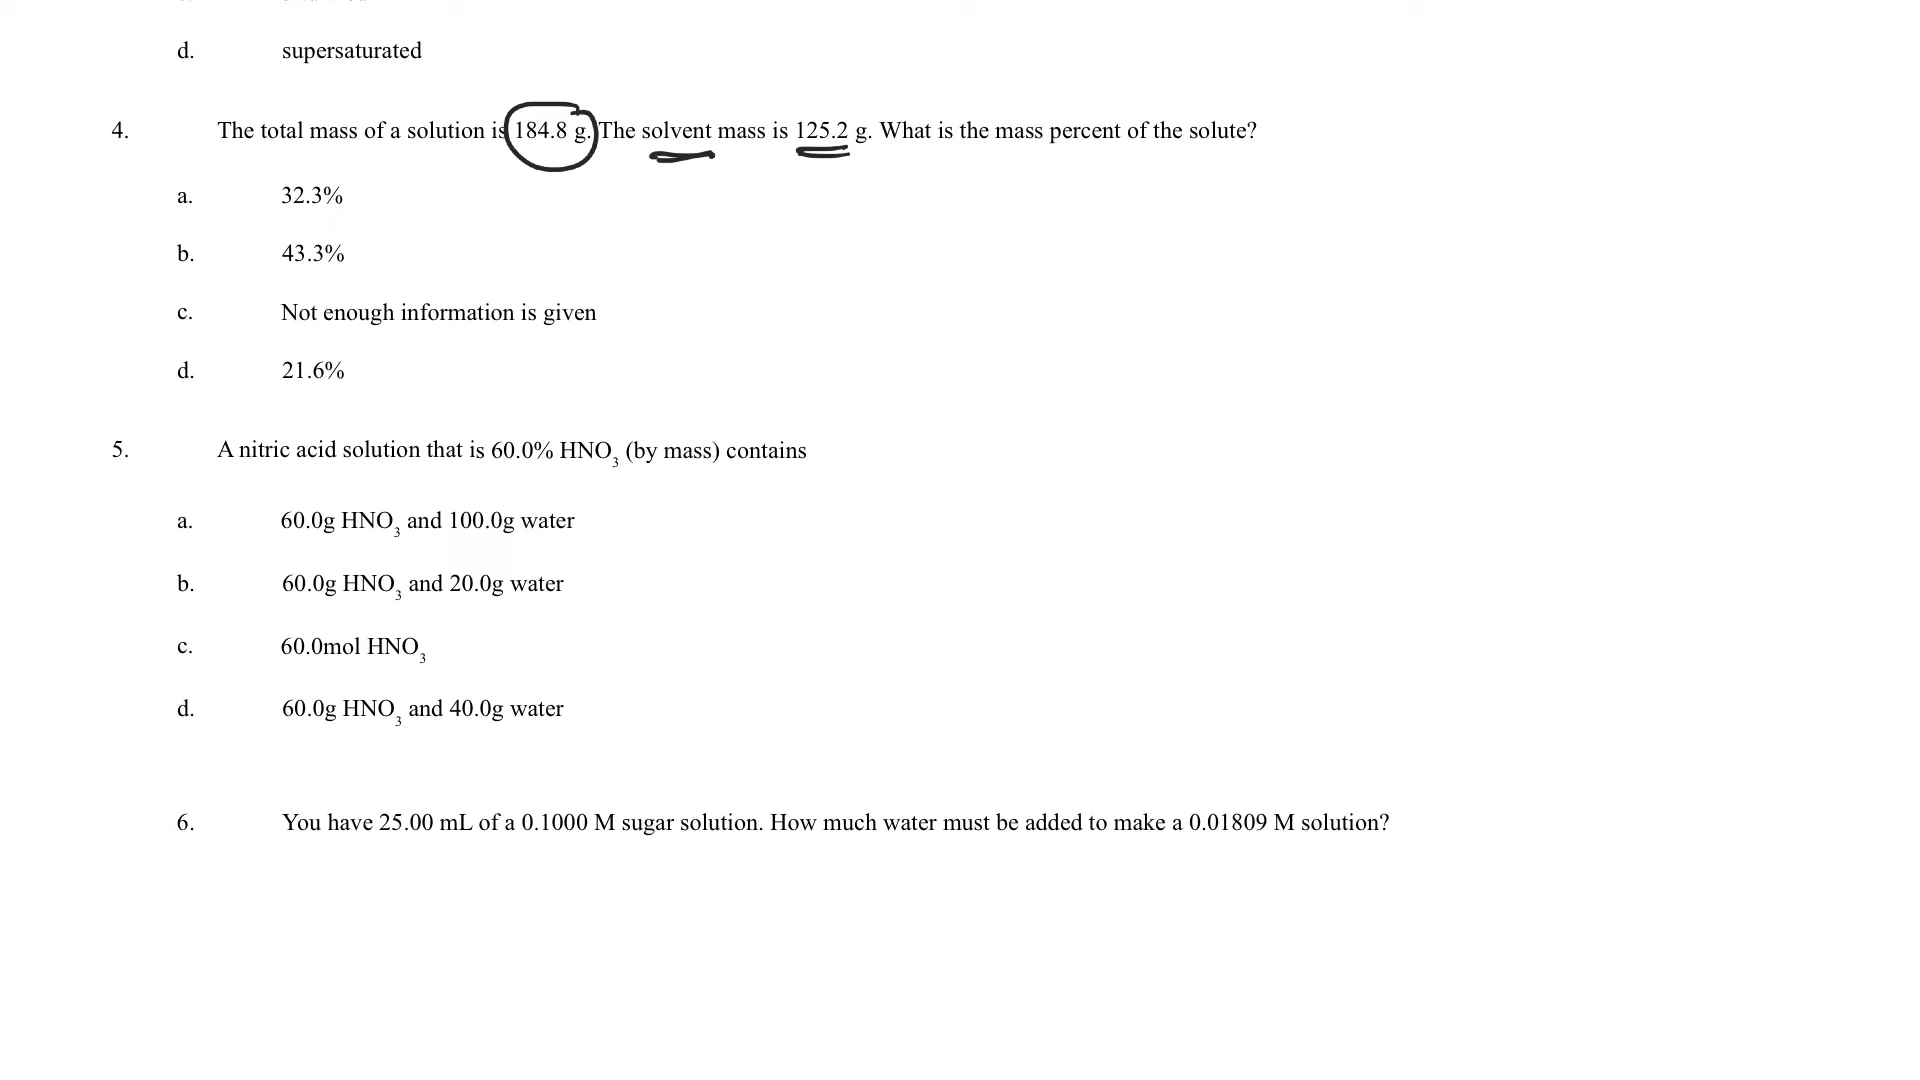 d. supersaturated
4. The total mass of a solution is 184.8 g. The solvent mass is 125.2 g. What is the mass percent of the solute?
a. 32.3%
b. 43.3%
c. Not enough information is given
d. 21.6%
5. A nitric acid solution that is 60.0% HNO₃ (by mass) contains
a. 60.0g HNO₃ and 100.0g water
b. 60.0g HNO₃ and 20.0g water
c. 60.0mol HNO₃
d. 60.0g HNO₃ and 40.0g water
6. You have 25.00 mL of a 0.1000 M sugar solution. How much water must be added to make a 0.01809 M solution?